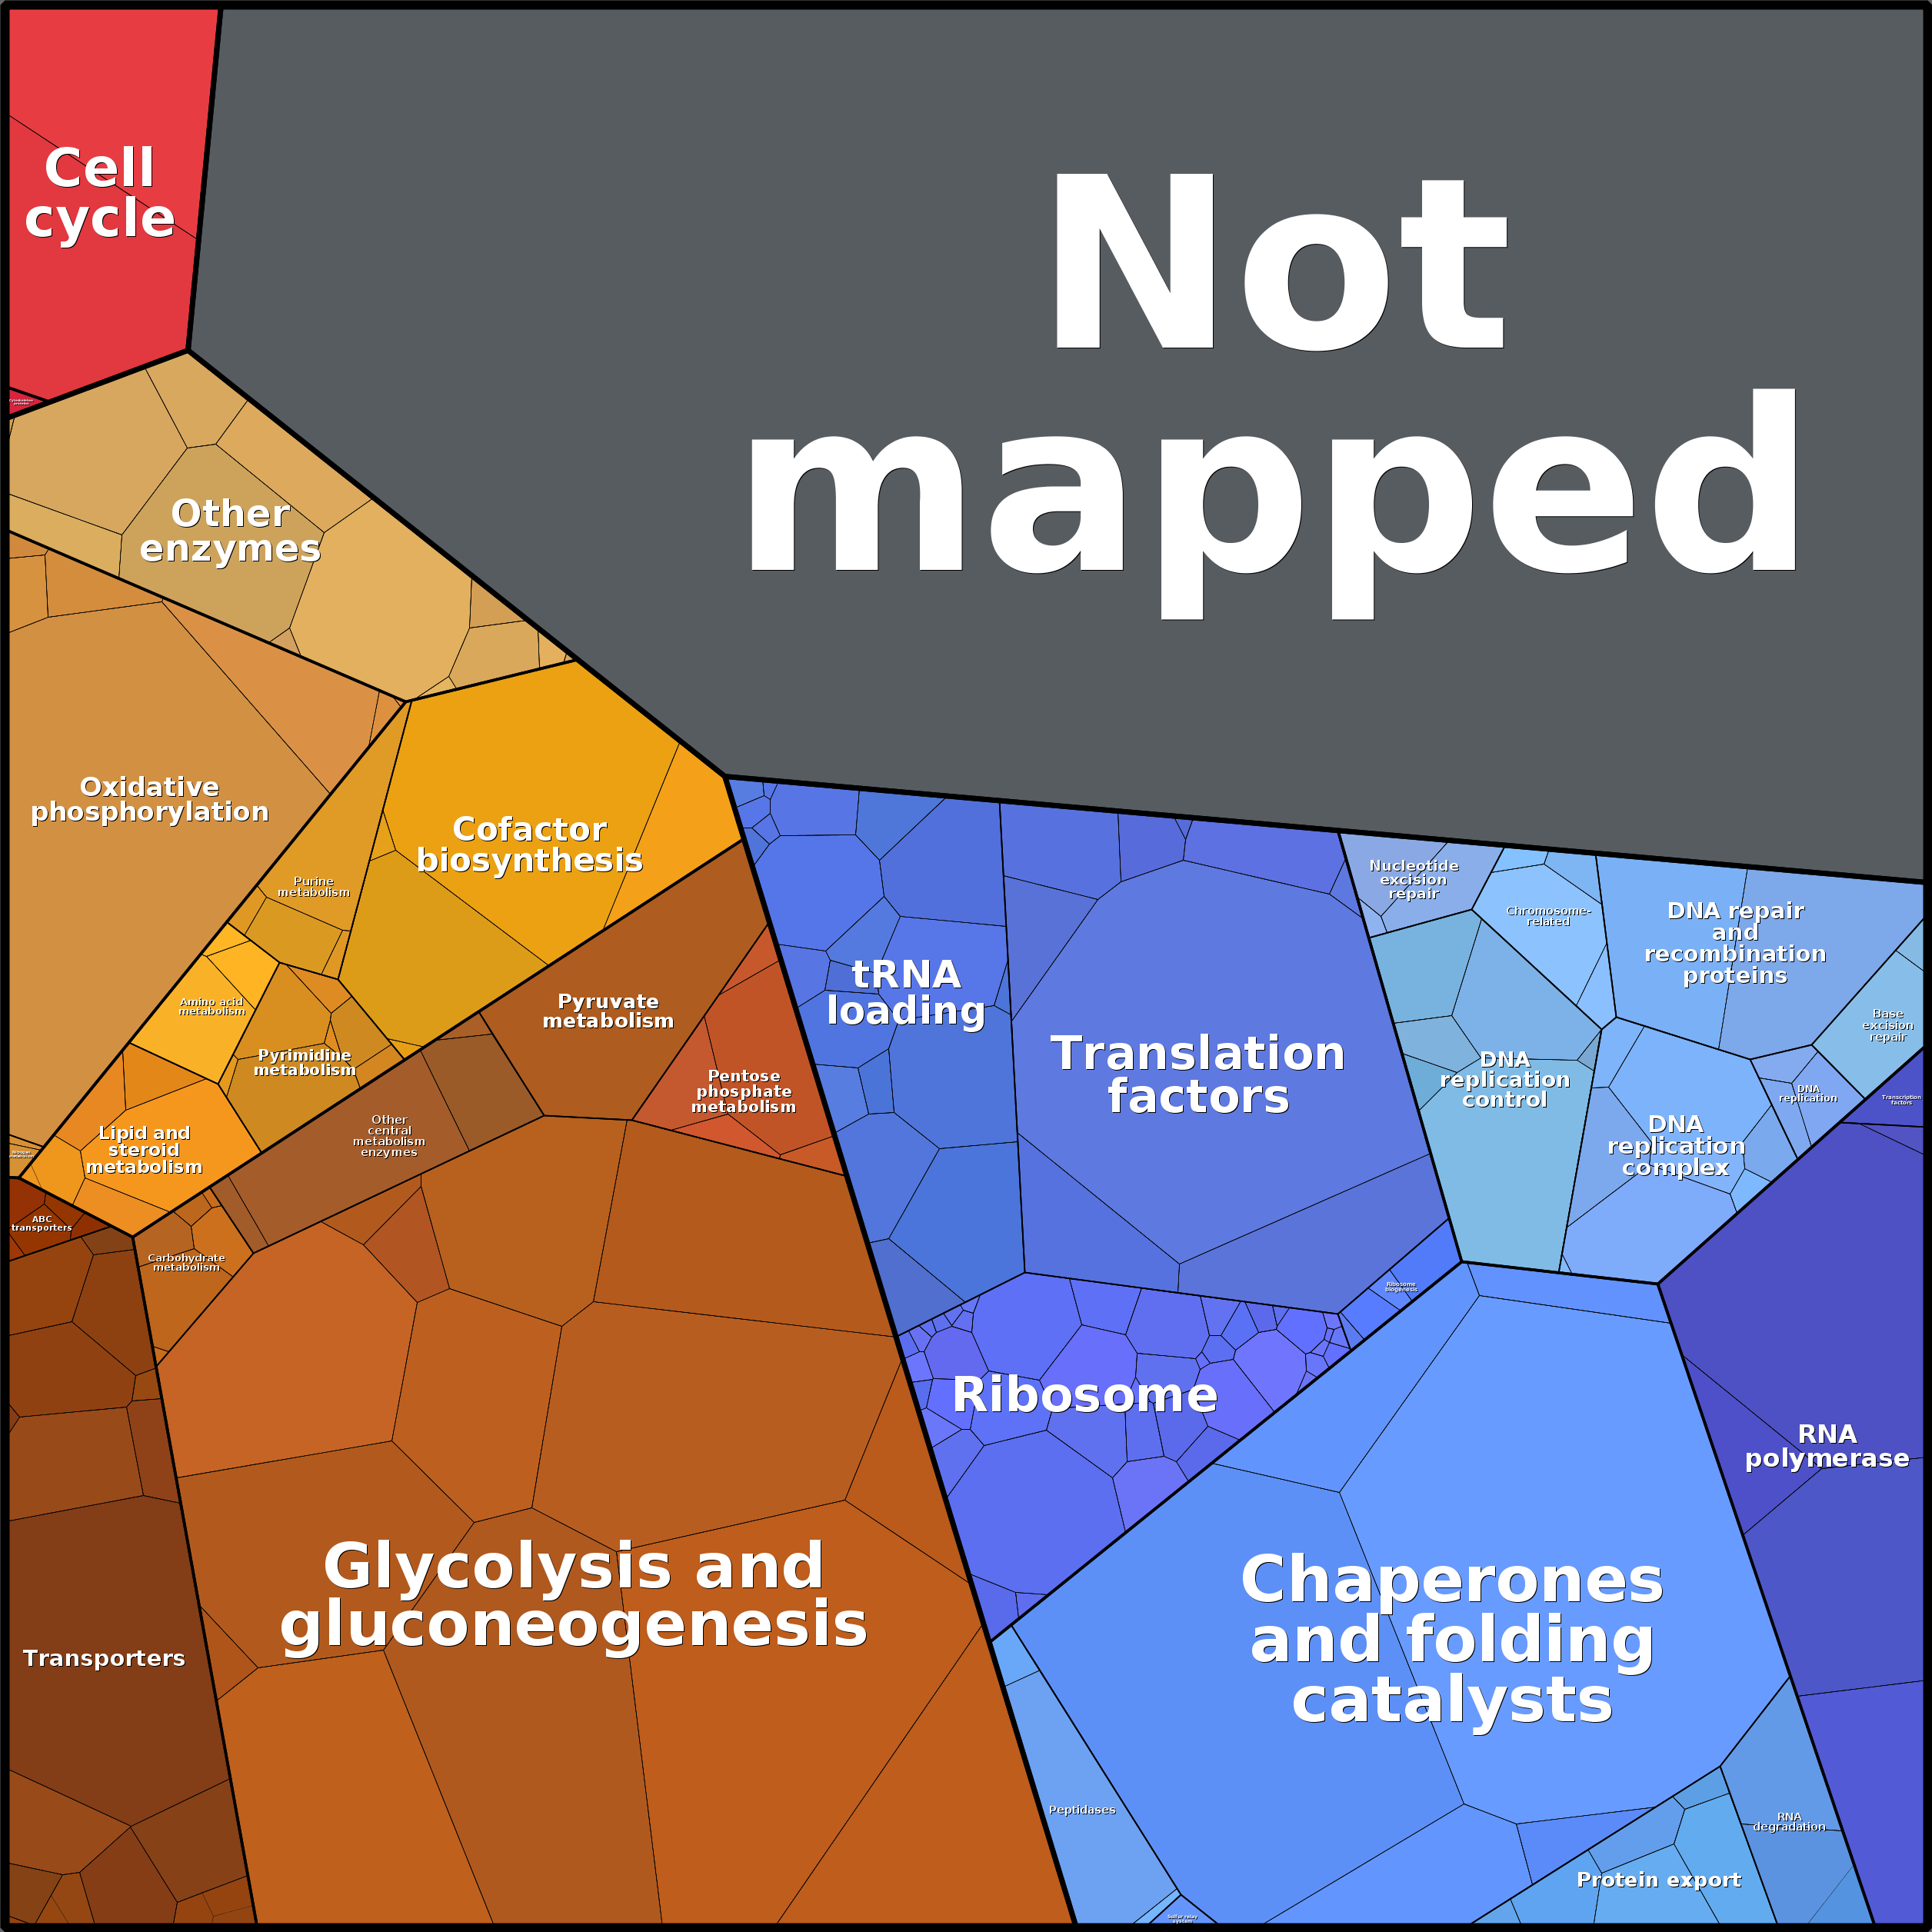 Cell
cycle
Not
mapped
Other
enzymes
Oxidative
phosphorylation
Cofactor
biosynthesis
Purine
metabolism
Amino acid
metabolism
Pyrimidine
metabolism
Lipid and
steroid
metabolism
Pyruvate
metabolism
Pentose
phosphate
metabolism
Other
central
metabolism
enzymes
ABC
transporters
Carbohydrate
metabolism
Transporters
Glycolysis and
gluconeogenesis
tRNA
loading
Translation
factors
Ribosome
Ribosome
biogenesis
Nucleotide
excision
repair
Chromosome-
related
DNA repair
and
recombination
proteins
Base
excision
repair
DNA
replication
control
DNA
replication
complex
DNA
replication
Transcription
factors
RNA
polymerase
Chaperones
and folding
catalysts
Peptidases
Protein export
RNA
degradation
Sulfur relay
system